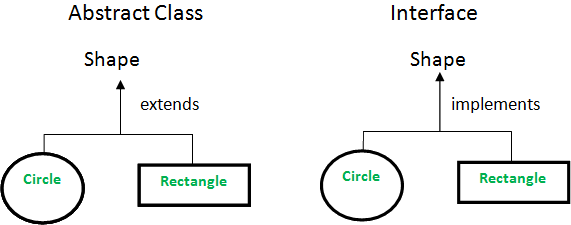 Abstract Class
Shape
extends
Circle
Rectangle
Interface
Shape
implements
Circle
Rectangle